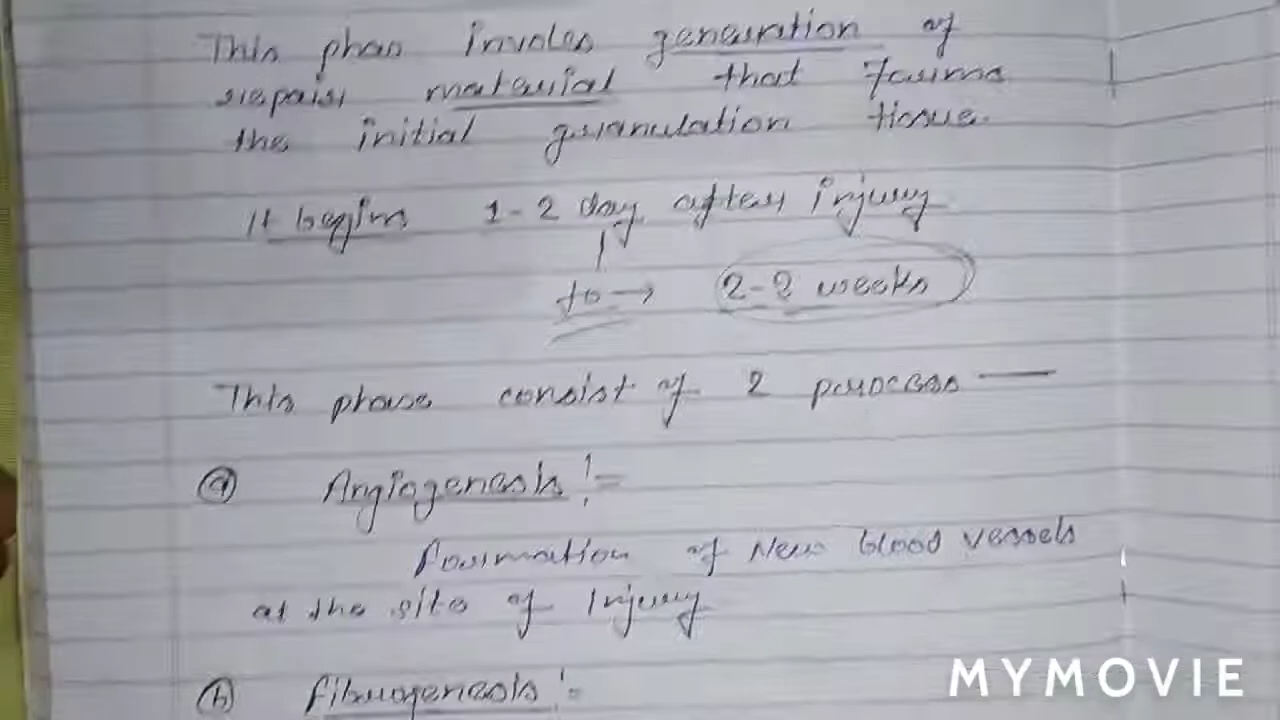 This phas involes generation of
repair material that forms
the initial granulation tissue.
It begins 1-2 day after injury
to → 2-2 weeks
This phase consist of 2 process —
(a) Angiogenesis :-
formation of New blood vessels
at the site of Injury
(b) fibrogenesis :-
MYMOVIE